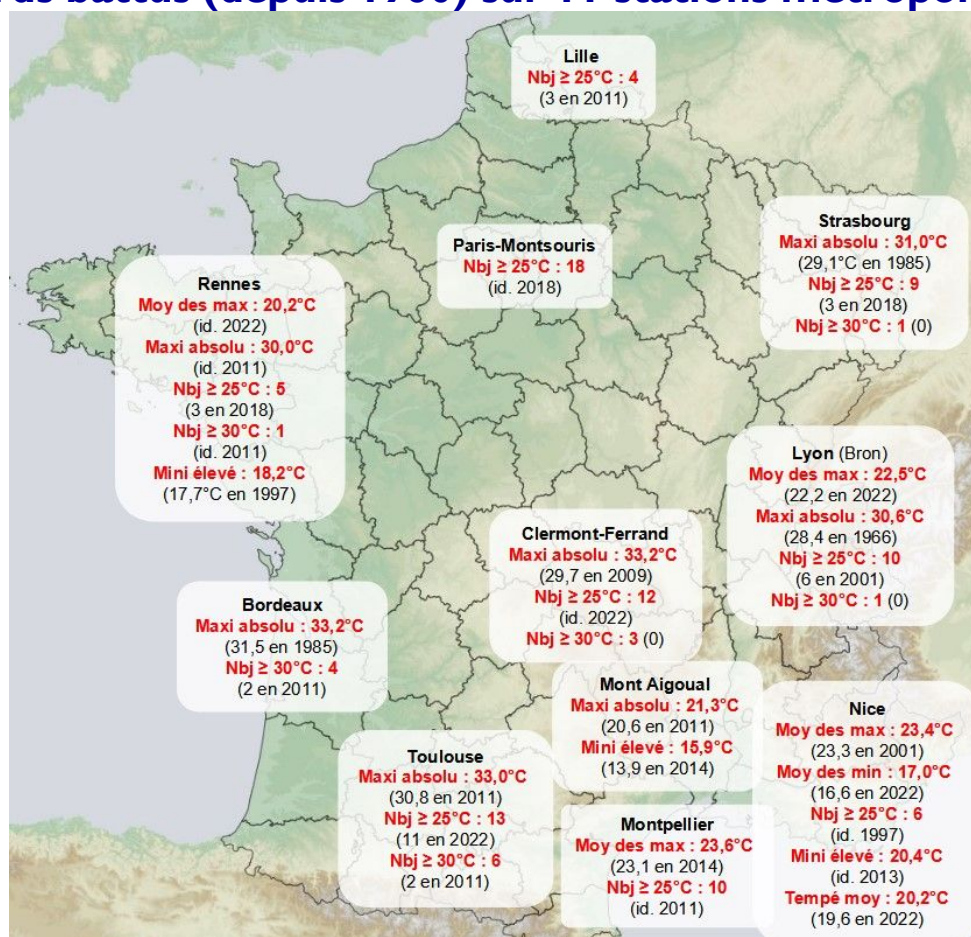 battus (depuis sur 11 stations
Lille
Nbj ≥ 25°C : 4
(3 en 2011)
Strasbourg
Maxi absolu : 31,0°C
(29,1°C en 1985)
Nbj ≥ 25°C : 9
(3 en 2018)
Nbj ≥ 30°C : 1 (0)
Paris-Montsouris
Nbj ≥ 25°C : 18
(id. 2018)
Rennes
Moy des max : 20,2°C
(id. 2022)
Maxi absolu : 30,0°C
(id. 2011)
Nbj ≥ 25°C : 5
(3 en 2018)
Nbj ≥ 30°C : 1
(id. 2011)
Mini élevé : 18,2°C
(17,7°C en 1997)
Lyon (Bron)
Moy des max : 22,5°C
(22,2 en 2022)
Maxi absolu : 30,6°C
(28,4 en 1966)
Nbj ≥ 25°C : 10
(6 en 2001)
Nbj ≥ 30°C : 1 (0)
Clermont-Ferrand
Maxi absolu : 33,2°C
(29,7 en 2009)
Nbj ≥ 25°C : 12
(id. 2022)
Nbj ≥ 30°C : 3 (0)
Bordeaux
Maxi absolu : 33,2°C
(31,5 en 1985)
Nbj ≥ 30°C : 4
(2 en 2011)
Mont Aigoual
Maxi absolu : 21,3°C
(20,6 en 2011)
Mini élevé : 15,9°C
(13,9 en 2014)
Nice
Moy des max : 23,4°C
(23,3 en 2001)
Moy des min : 17,0°C
(16,6 en 2022)
Nbj ≥ 25°C : 6
(id. 1997)
Mini élevé : 20,4°C
(id. 2013)
Tempé moy : 20,2°C
(19,6 en 2022)
Toulouse
Maxi absolu : 33,0°C
(30,8 en 2011)
Nbj ≥ 25°C : 13
(11 en 2022)
Nbj ≥ 30°C : 6
(2 en 2011)
Montpellier
Moy des max : 23,6°C
(23,1 en 2014)
Nbj ≥ 25°C : 10
(id. 2011)